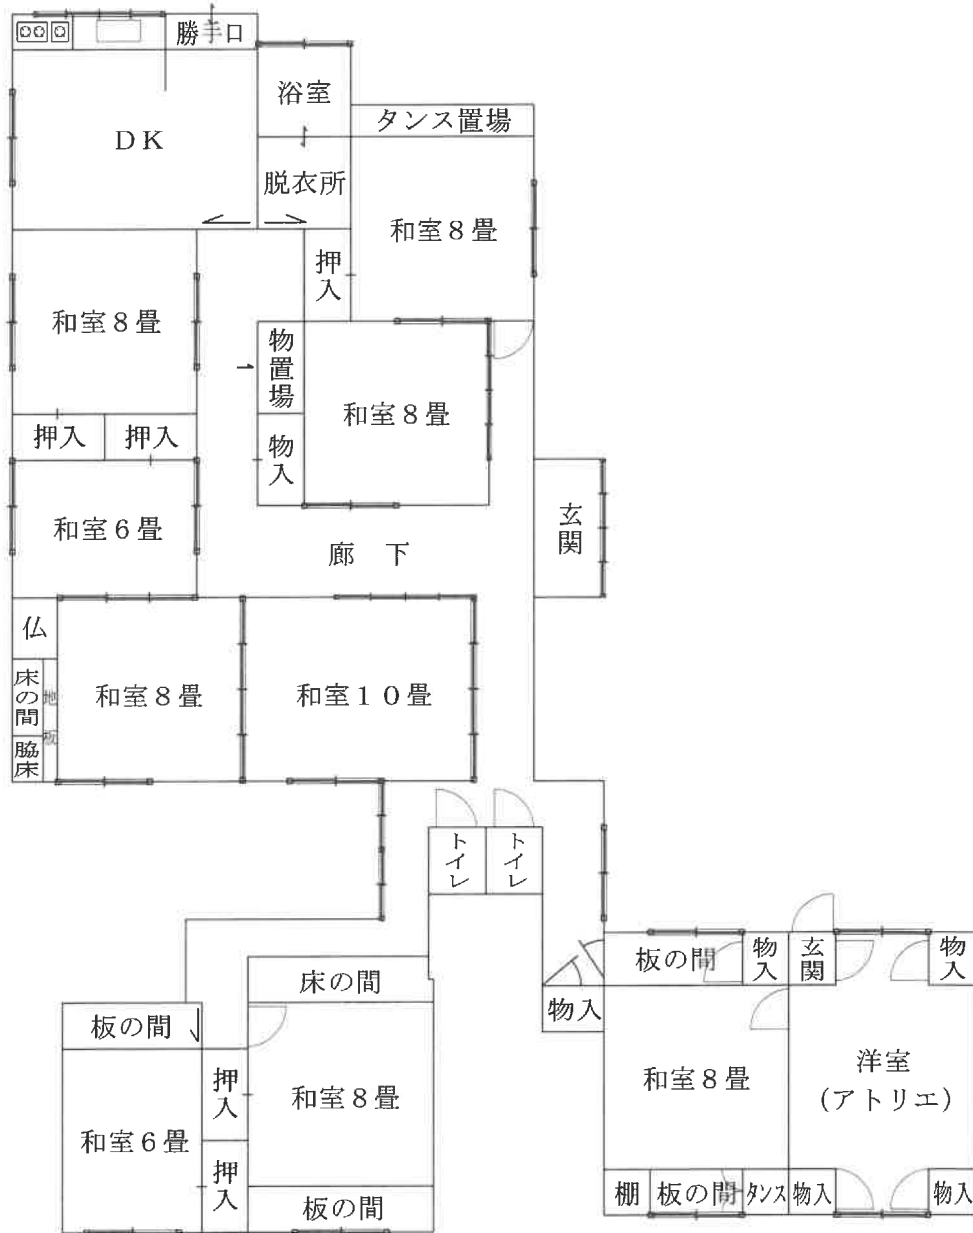 勝手口
浴室
タンス置場
DK
脱衣所
和室8畳
押入
和室8畳
物置場
和室8畳
押入
押入
物入
和室6畳
玄関
廊 下
仏
床の間
地板
脇床
和室8畳
和室10畳
トイレ
トイレ
板の間
物入
玄関
物入
床の間
物入
板の間
押入
和室8畳
和室8畳
洋室
(アトリエ)
和室6畳
押入
板の間
棚
板の間
タンス
物入
物入